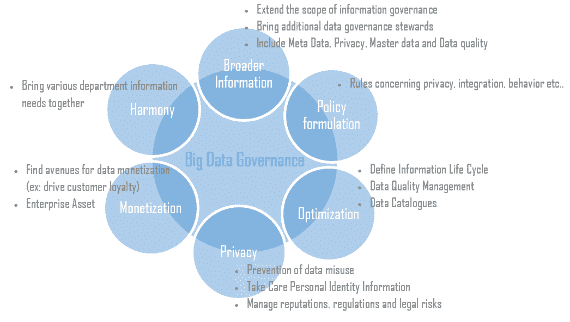 • Extend the scope of information governance
• Bring additional data governance stewards
• Include Meta Data, Privacy, Master data and Data quality
Broader
Information
• Rules concerning privacy, integration, behavior etc..
Policy
formulation
• Bring various department information
needs together
Harmony
Big Data Governance
• Find avenues for data monetization
(ex: drive customer loyalty)
• Enterprise Asset
Monetization
• Define Information Life Cycle
• Data Quality Management
• Data Catalogues
Optimization
Privacy
• Prevention of data misuse
• Take Care Personal Identity Information
• Manage reputations, regulations and legal risks